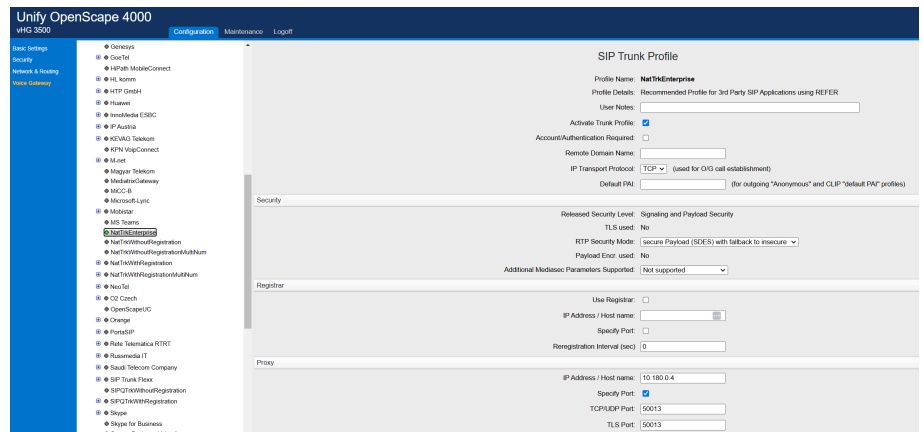 Unify OpenScape 4000
vHG 3500
Configuration Maintenance Logoff
Basic Settings
Security
Network & Routing
Voice Gateway
Genesys
GoeTel
HiPath MobileConnect
HL komm
HTP GmbH
Huawei
InnoMedia ESBC
IP Austria
KEVAG Telekom
KPN VoipConnect
M-net
Magyar Telekom
MediatrixGateway
MiCC-B
Microsoft-Lync
Mobistar
MS Teams
NatTrkEnterprise
NatTrkWithoutRegistration
NatTrkWithoutRegistrationMultiNum
NatTrkWithRegistration
NatTrkWithRegistrationMultiNum
NeoTel
O2 Czech
OpenScapeUC
Orange
PortaSIP
Rete Telematica RTRT
Russmedia IT
Saudi Telecom Company
SIP Trunk Flexx
SIPQTrkWithoutRegistration
SIPQTrkWithRegistration
Skype
Skype for Business
SIP Trunk Profile
Profile Name: NatTrkEnterprise
Profile Details: Recommended Profile for 3rd Party SIP Applications using REFER
User Notes:
Activate Trunk Profile:
Account/Authentication Required:
Remote Domain Name:
IP Transport Protocol: TCP (used for O/G call establishment)
Default PAI: (for outgoing "Anonymous" and CLIP "default PAI" profiles)
Security
Released Security Level: Signaling and Payload Security
TLS used: No
RTP Security Mode: secure Payload (SDES) with fallback to insecure
Payload Encr. used: No
Additional Mediasec Parameters Supported: Not supported
Registrar
Use Registrar:
IP Address / Host name:
Specify Port:
Reregistration Interval (sec) 0
Proxy
IP Address / Host name: 10.180.0.4
Specify Port:
TCP/UDP Port: 50013
TLS Port: 50013